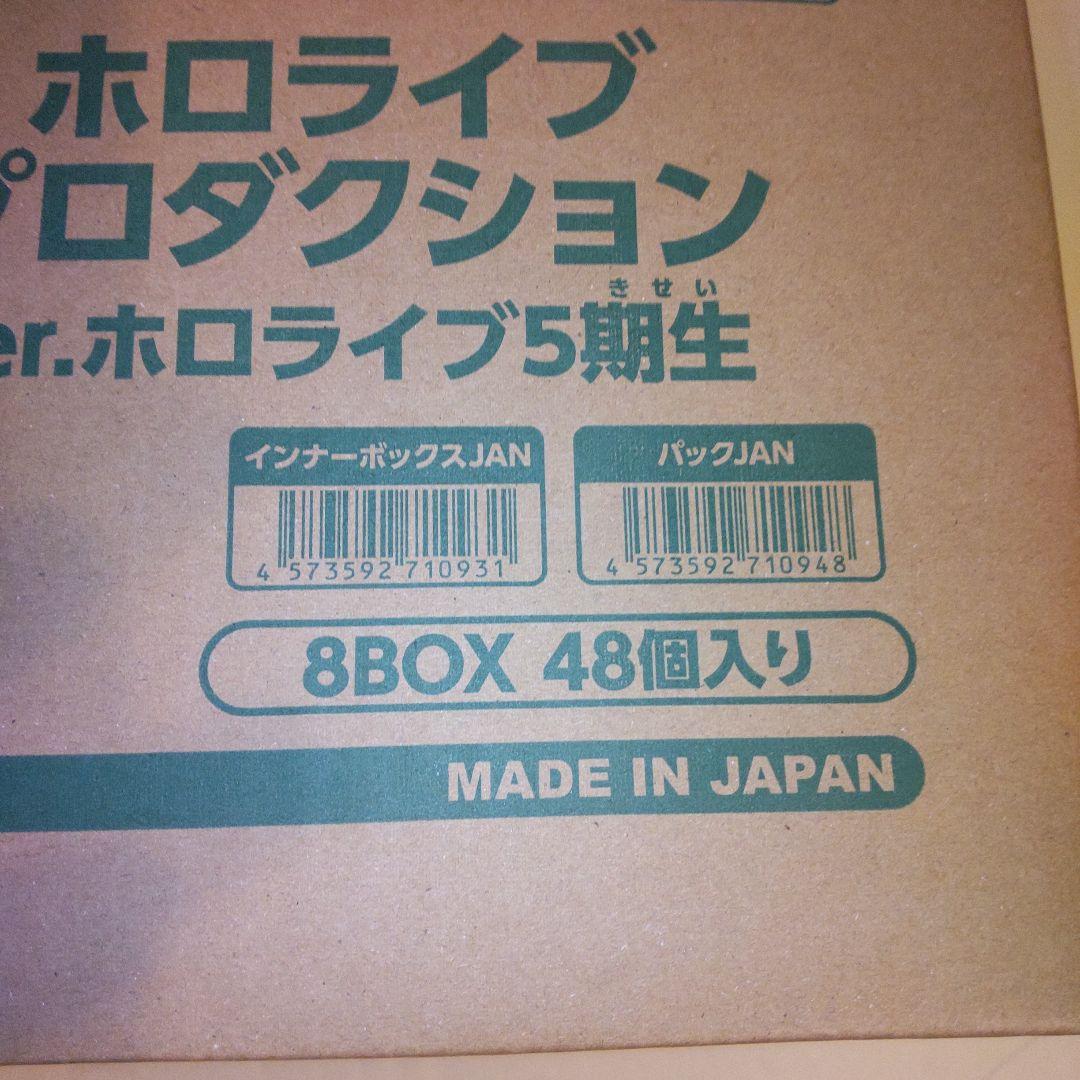 ホロライブ
プロダクション
きせい
er.ホロライブ5期生
インナーボックスJAN
パックJAN
4 573592 710931
4 573592 710948
8BOX 48個入り
MADE IN JAPAN